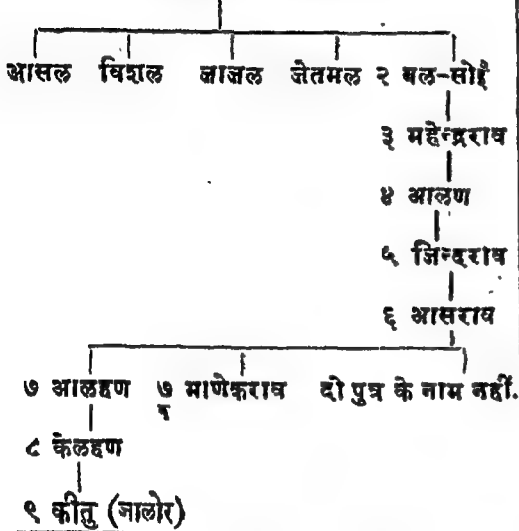 आसल विशल जाजल जेतमल २ बल-सोहँ
३ महेन्द्रराव
४ आलण
५ जिन्दराव
६ आसराव
७ आलहण ७ब माणेकराव दो पुत्र के नाम नहीं.
८ केलहण
९ कीतु (जालोर)